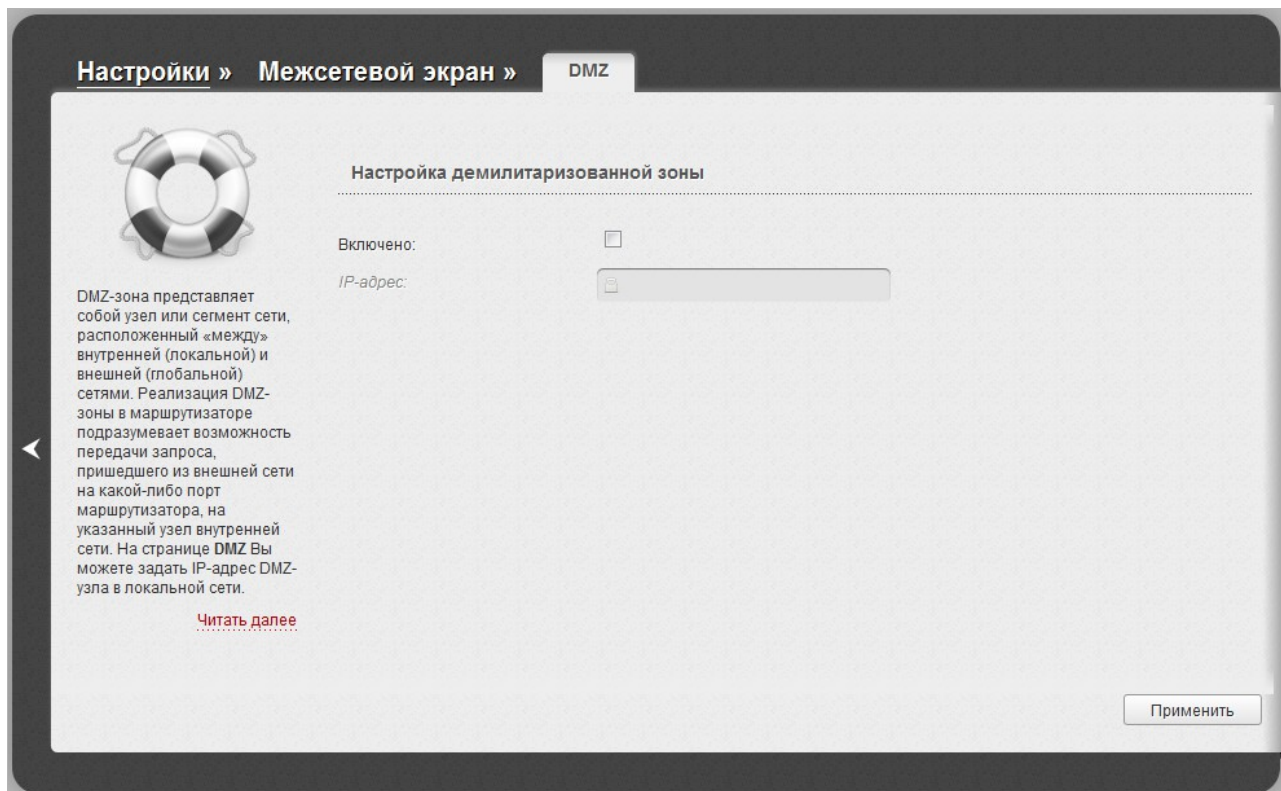 Настройки » Межсетевой экран » DMZ
Настройка демилитаризованной зоны
Включено:
IP-адрес:
DMZ-зона представляет
собой узел или сегмент сети,
расположенный «между»
внутренней (локальной) и
внешней (глобальной)
сетями. Реализация DMZ-
зоны в маршрутизаторе
подразумевает возможность
передачи запроса,
пришедшего из внешней сети
на какой-либо порт
маршрутизатора, на
указанный узел внутренней
сети. На странице DMZ Вы
можете задать IP-адрес DMZ-
узла в локальной сети.
Читать далее
Применить